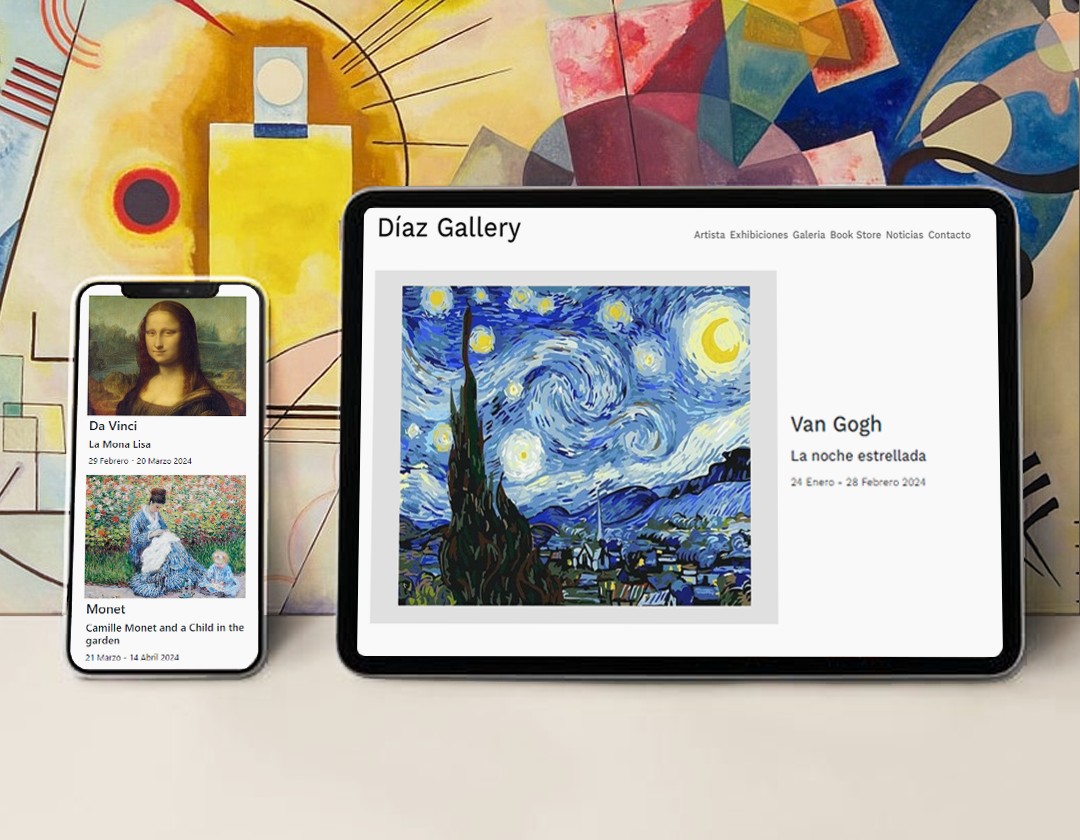 Díaz Gallery
Artista Exhibiciones Galeria Book Store Noticias Contacto
Van Gogh
La noche estrellada
24 Enero - 28 Febrero 2024
Da Vinci
La Mona Lisa
29 Febrero - 20 Marzo 2024
Monet
Camille Monet and a Child in the
garden
21 Marzo - 14 Abril 2024